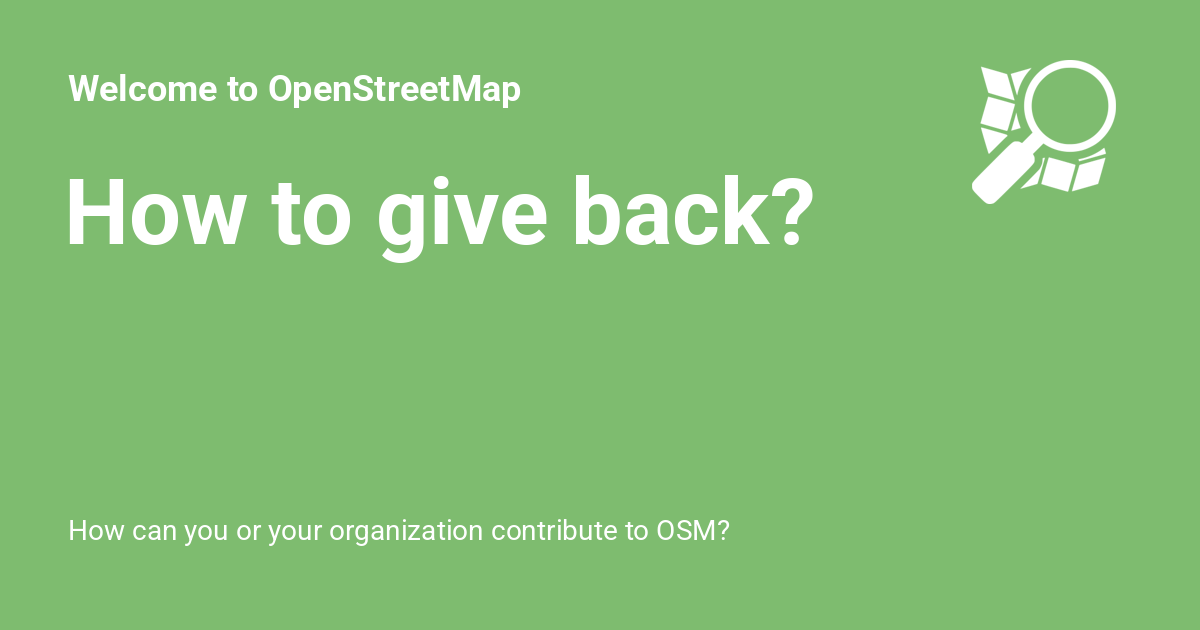 Welcome to OpenStreetMap
How to give back?
How can you or your organization contribute to OSM?